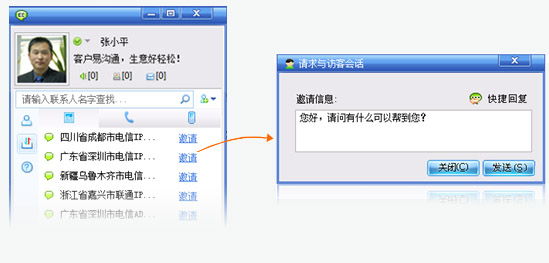 张小平
客户易沟通，生意好轻松！
[0] [0] [0]
请输入联系人名字查找...
四川省成都市电信IP... 邀请
广东省深圳市电信IP... 邀请
新疆乌鲁木齐市电信... 邀请
浙江省嘉兴市联通IP... 邀请
广东省深圳市电信AD... 邀请
请求与访客会话
邀请信息： 快捷回复
您好，请问有什么可以帮到您？
关闭(C) 发送(S)